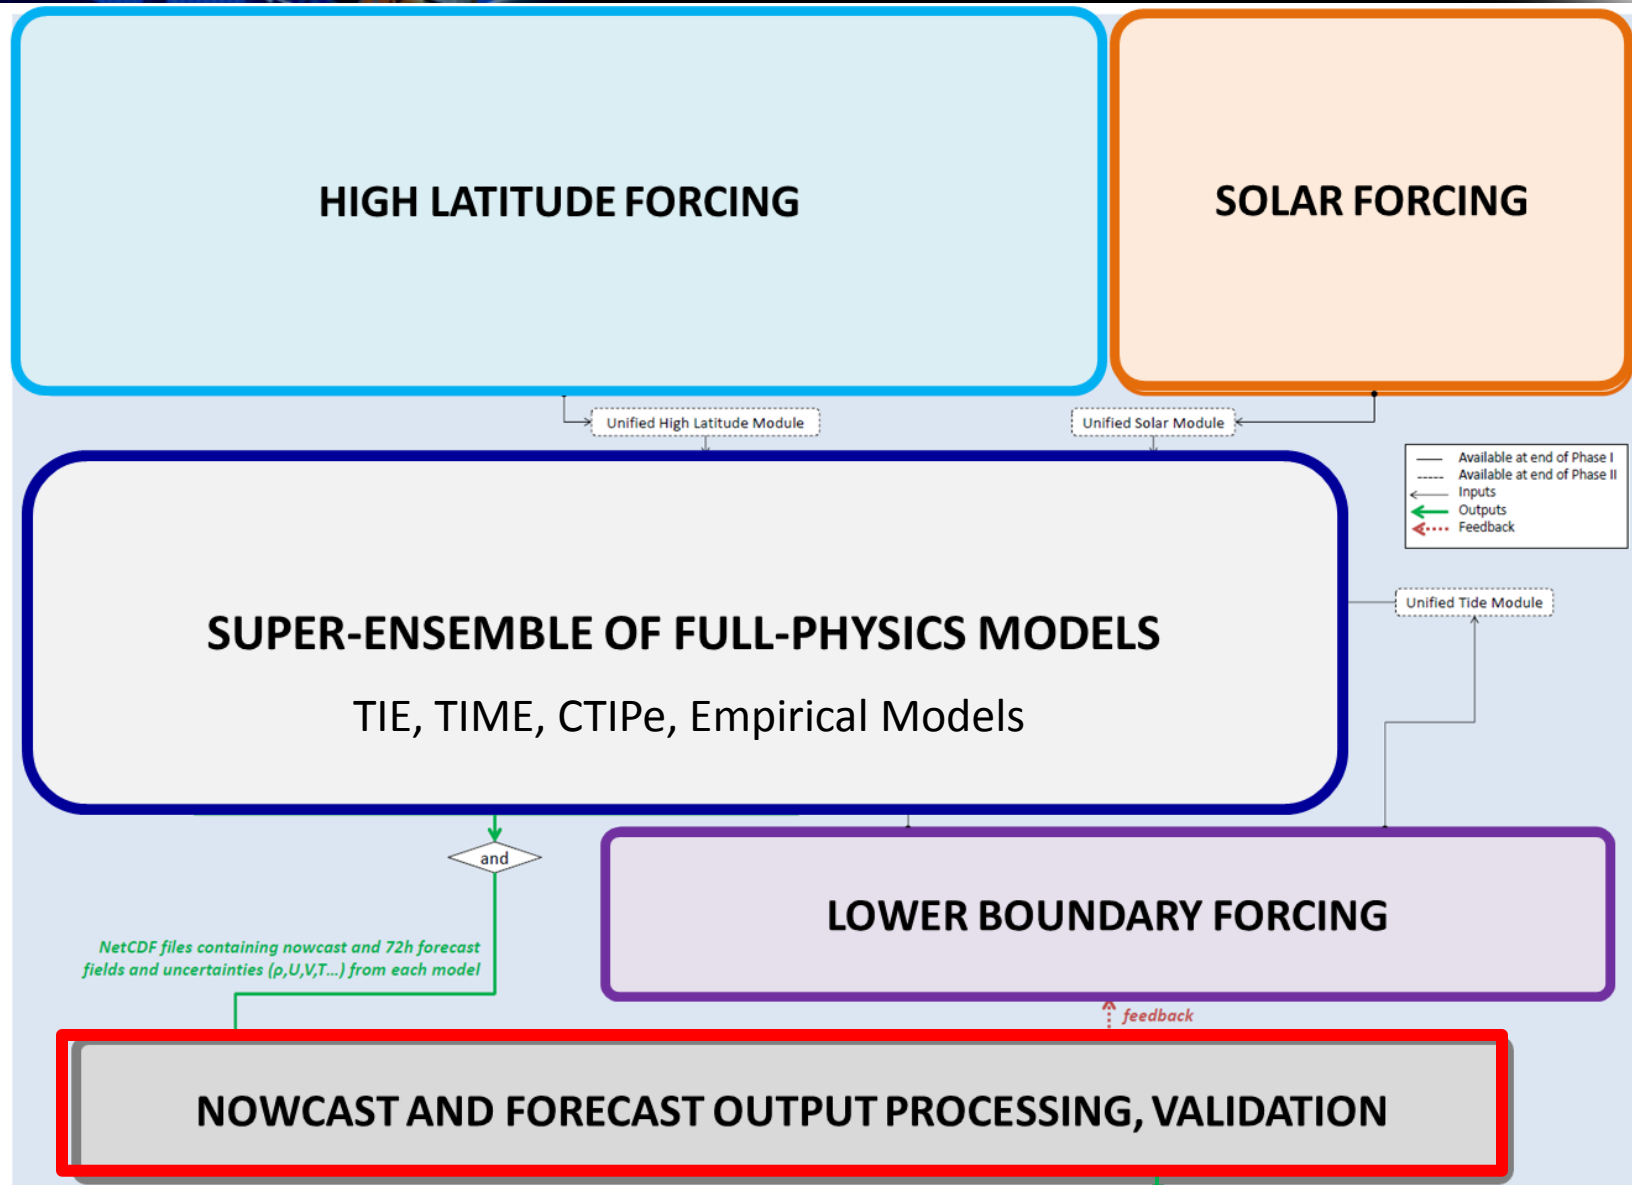 HIGH LATITUDE FORCING
SOLAR FORCING
Unified High Latitude Module
Unified Solar Module
Available at end of Phase I
Available at end of Phase II
Inputs
Outputs
Feedback
Unified Tide Module
SUPER-ENSEMBLE OF FULL-PHYSICS MODELS
TIE, TIME, CTIPe, Empirical Models
and
LOWER BOUNDARY FORCING
NetCDF files containing nowcast and 72h forecast
fields and uncertainties (ρ,U,V,T...) from each model
feedback
NOWCAST AND FORECAST OUTPUT PROCESSING, VALIDATION